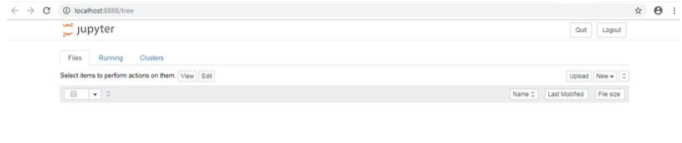 localhost:8888/tree
jupyter
Quit Logout
Files Running Clusters
Select items to perform actions on them. View Edit
Upload New
Name Last Modified File size